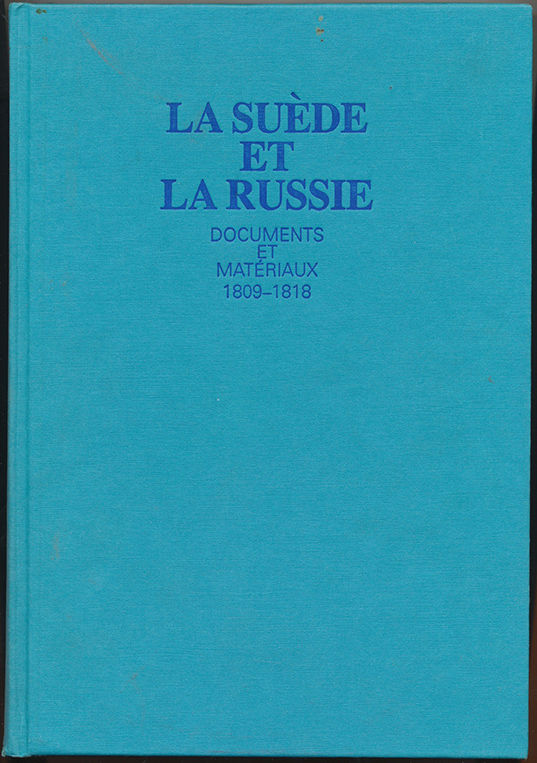 LA SUÈDE
ET
LA RUSSIE
DOCUMENTS
ET
MATÉRIAUX
1809–1818